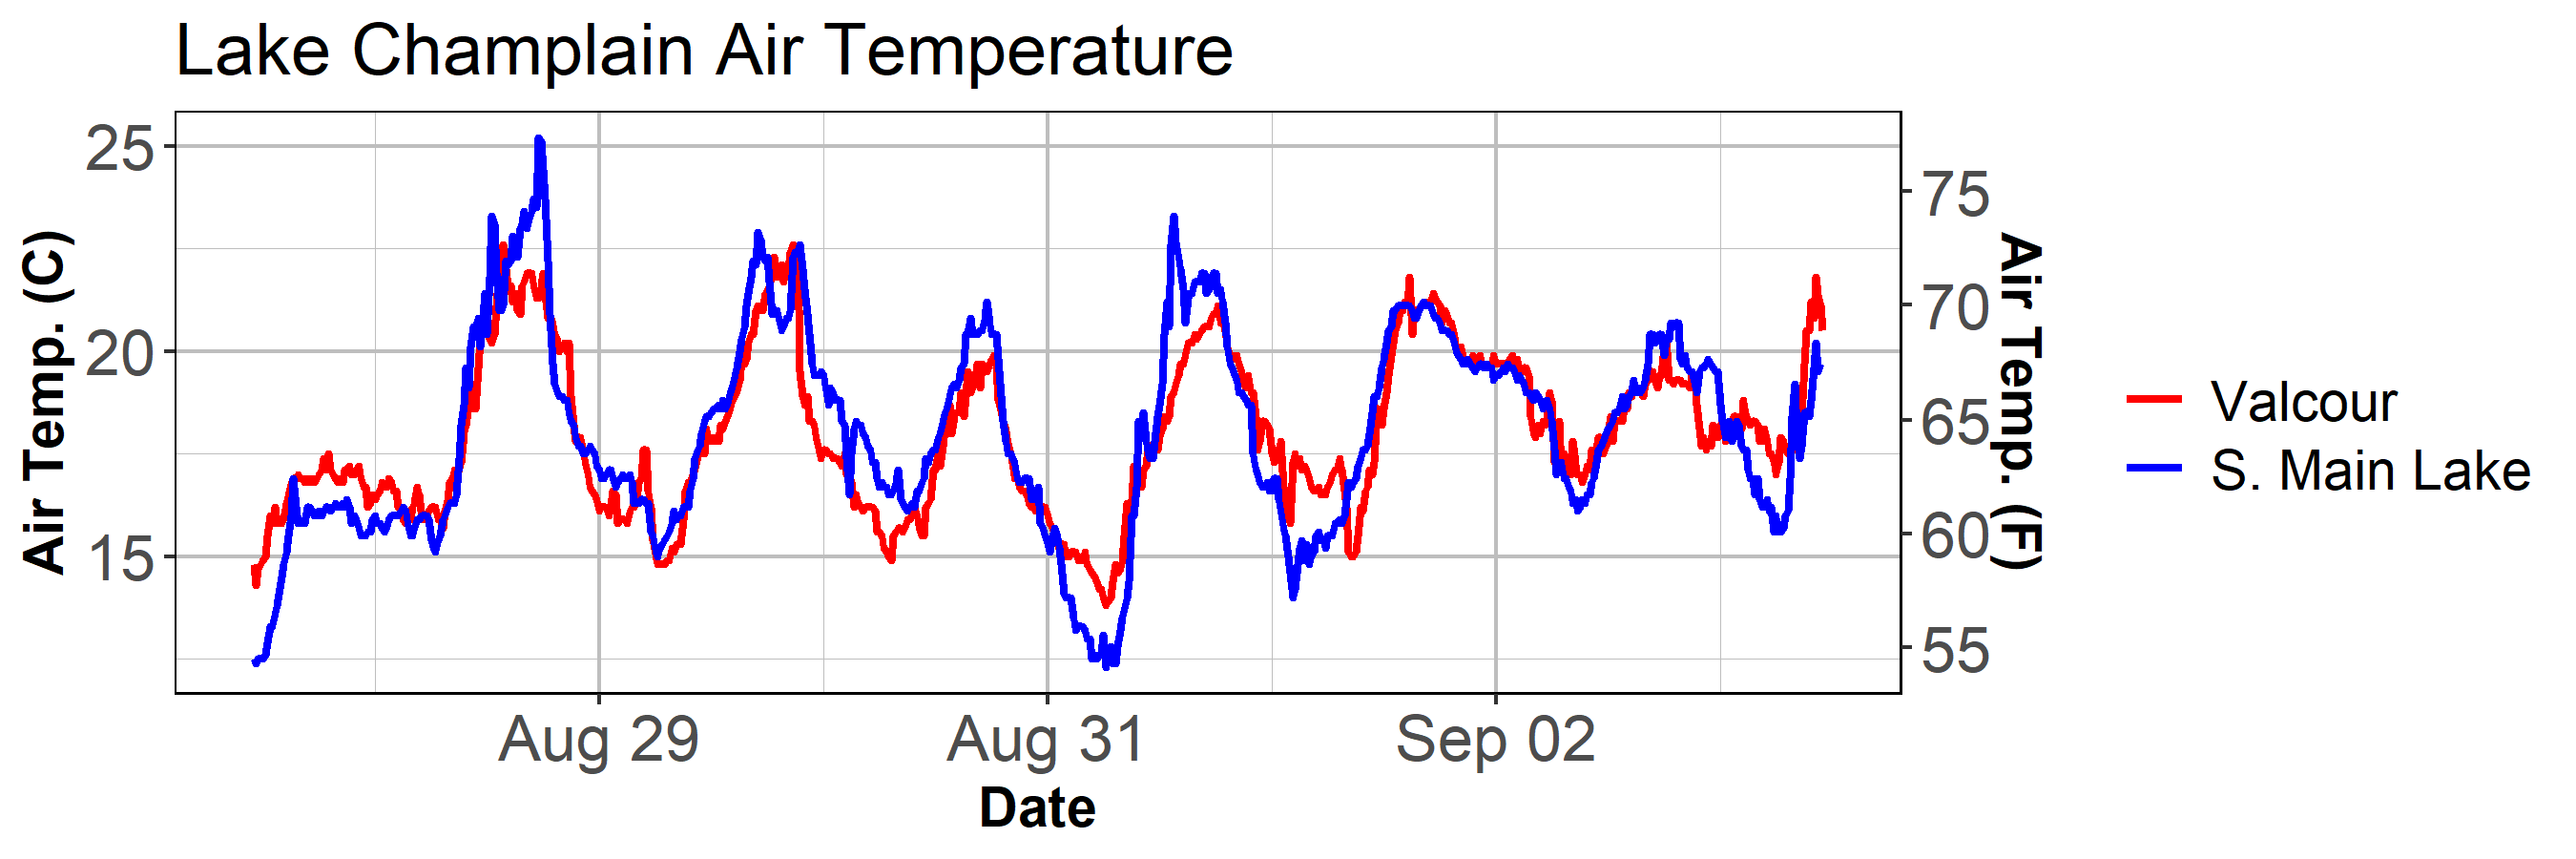 Lake Champlain Air Temperature
Air Temp. (C)
25
20
15
75
70
65
60
55
Air Temp. (F)
Aug 29
Aug 31
Sep 02
Date
Valcour
S. Main Lake